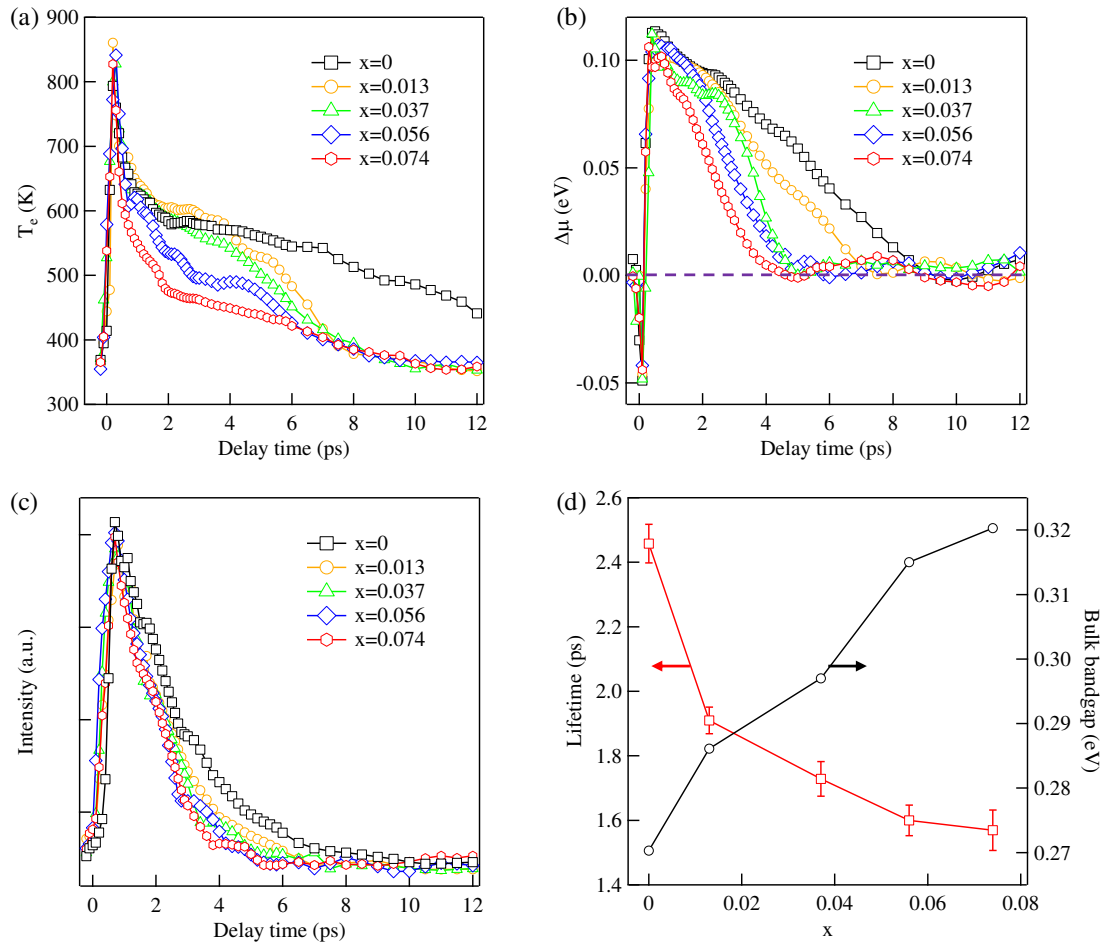 (a)
900
800
700
600
500
400
300
T_e (K)
x=0
x=0.013
x=0.037
x=0.056
x=0.074
0 2 4 6 8 10 12
Delay time (ps)
(b)
0.10
0.05
0.00
-0.05
Δμ (eV)
x=0
x=0.013
x=0.037
x=0.056
x=0.074
0 2 4 6 8 10 12
Delay time (ps)
(c)
Intensity (a.u.)
x=0
x=0.013
x=0.037
x=0.056
x=0.074
0 2 4 6 8 10 12
Delay time (ps)
(d)
2.6
2.4
2.2
2.0
1.8
1.6
1.4
Lifetime (ps)
0.32
0.31
0.30
0.29
0.28
0.27
Bulk bandgap (eV)
0 0.02 0.04 0.06 0.08
x